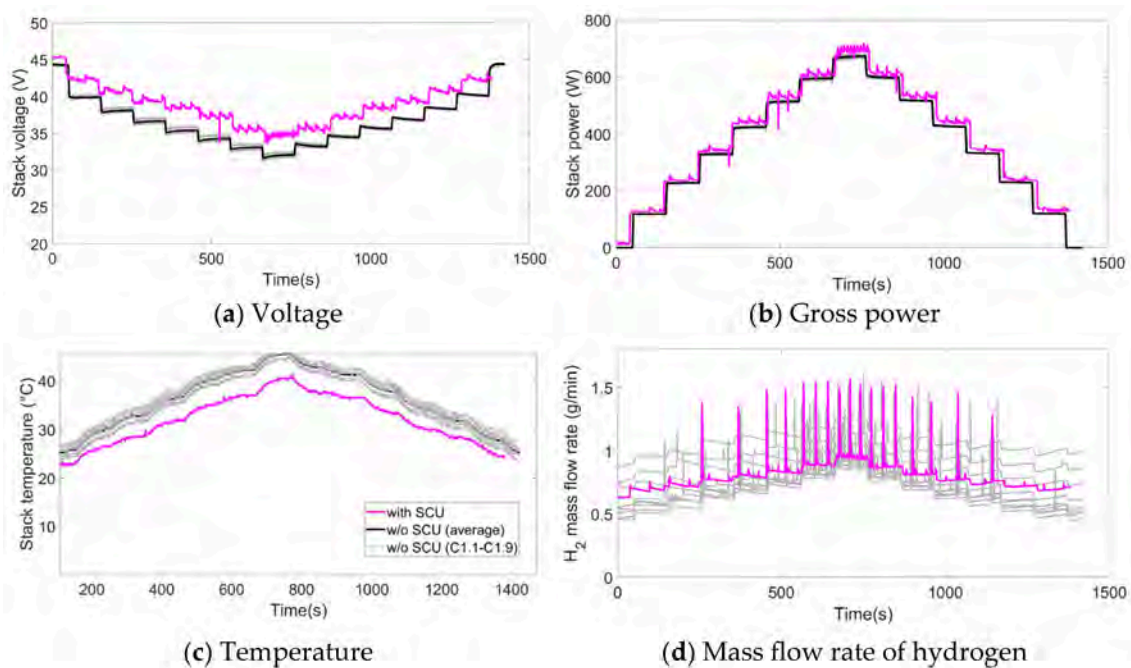 50
45
40
35
30
25
20
Stack voltage (V)
0
500
1000
1500
Time(s)
(a) Voltage
800
600
400
200
0
Stack power (W)
0
500
1000
1500
Time(s)
(b) Gross power
40
30
20
10
Stack temperature (°C)
with SCU
w/o SCU (average)
w/o SCU (C1.1-C1.9)
200
400
600
800
1000
1200
1400
Time(s)
(c) Temperature
1.5
1
0.5
0
H2 mass flow rate (g/min)
0
500
1000
1500
Time(s)
(d) Mass flow rate of hydrogen